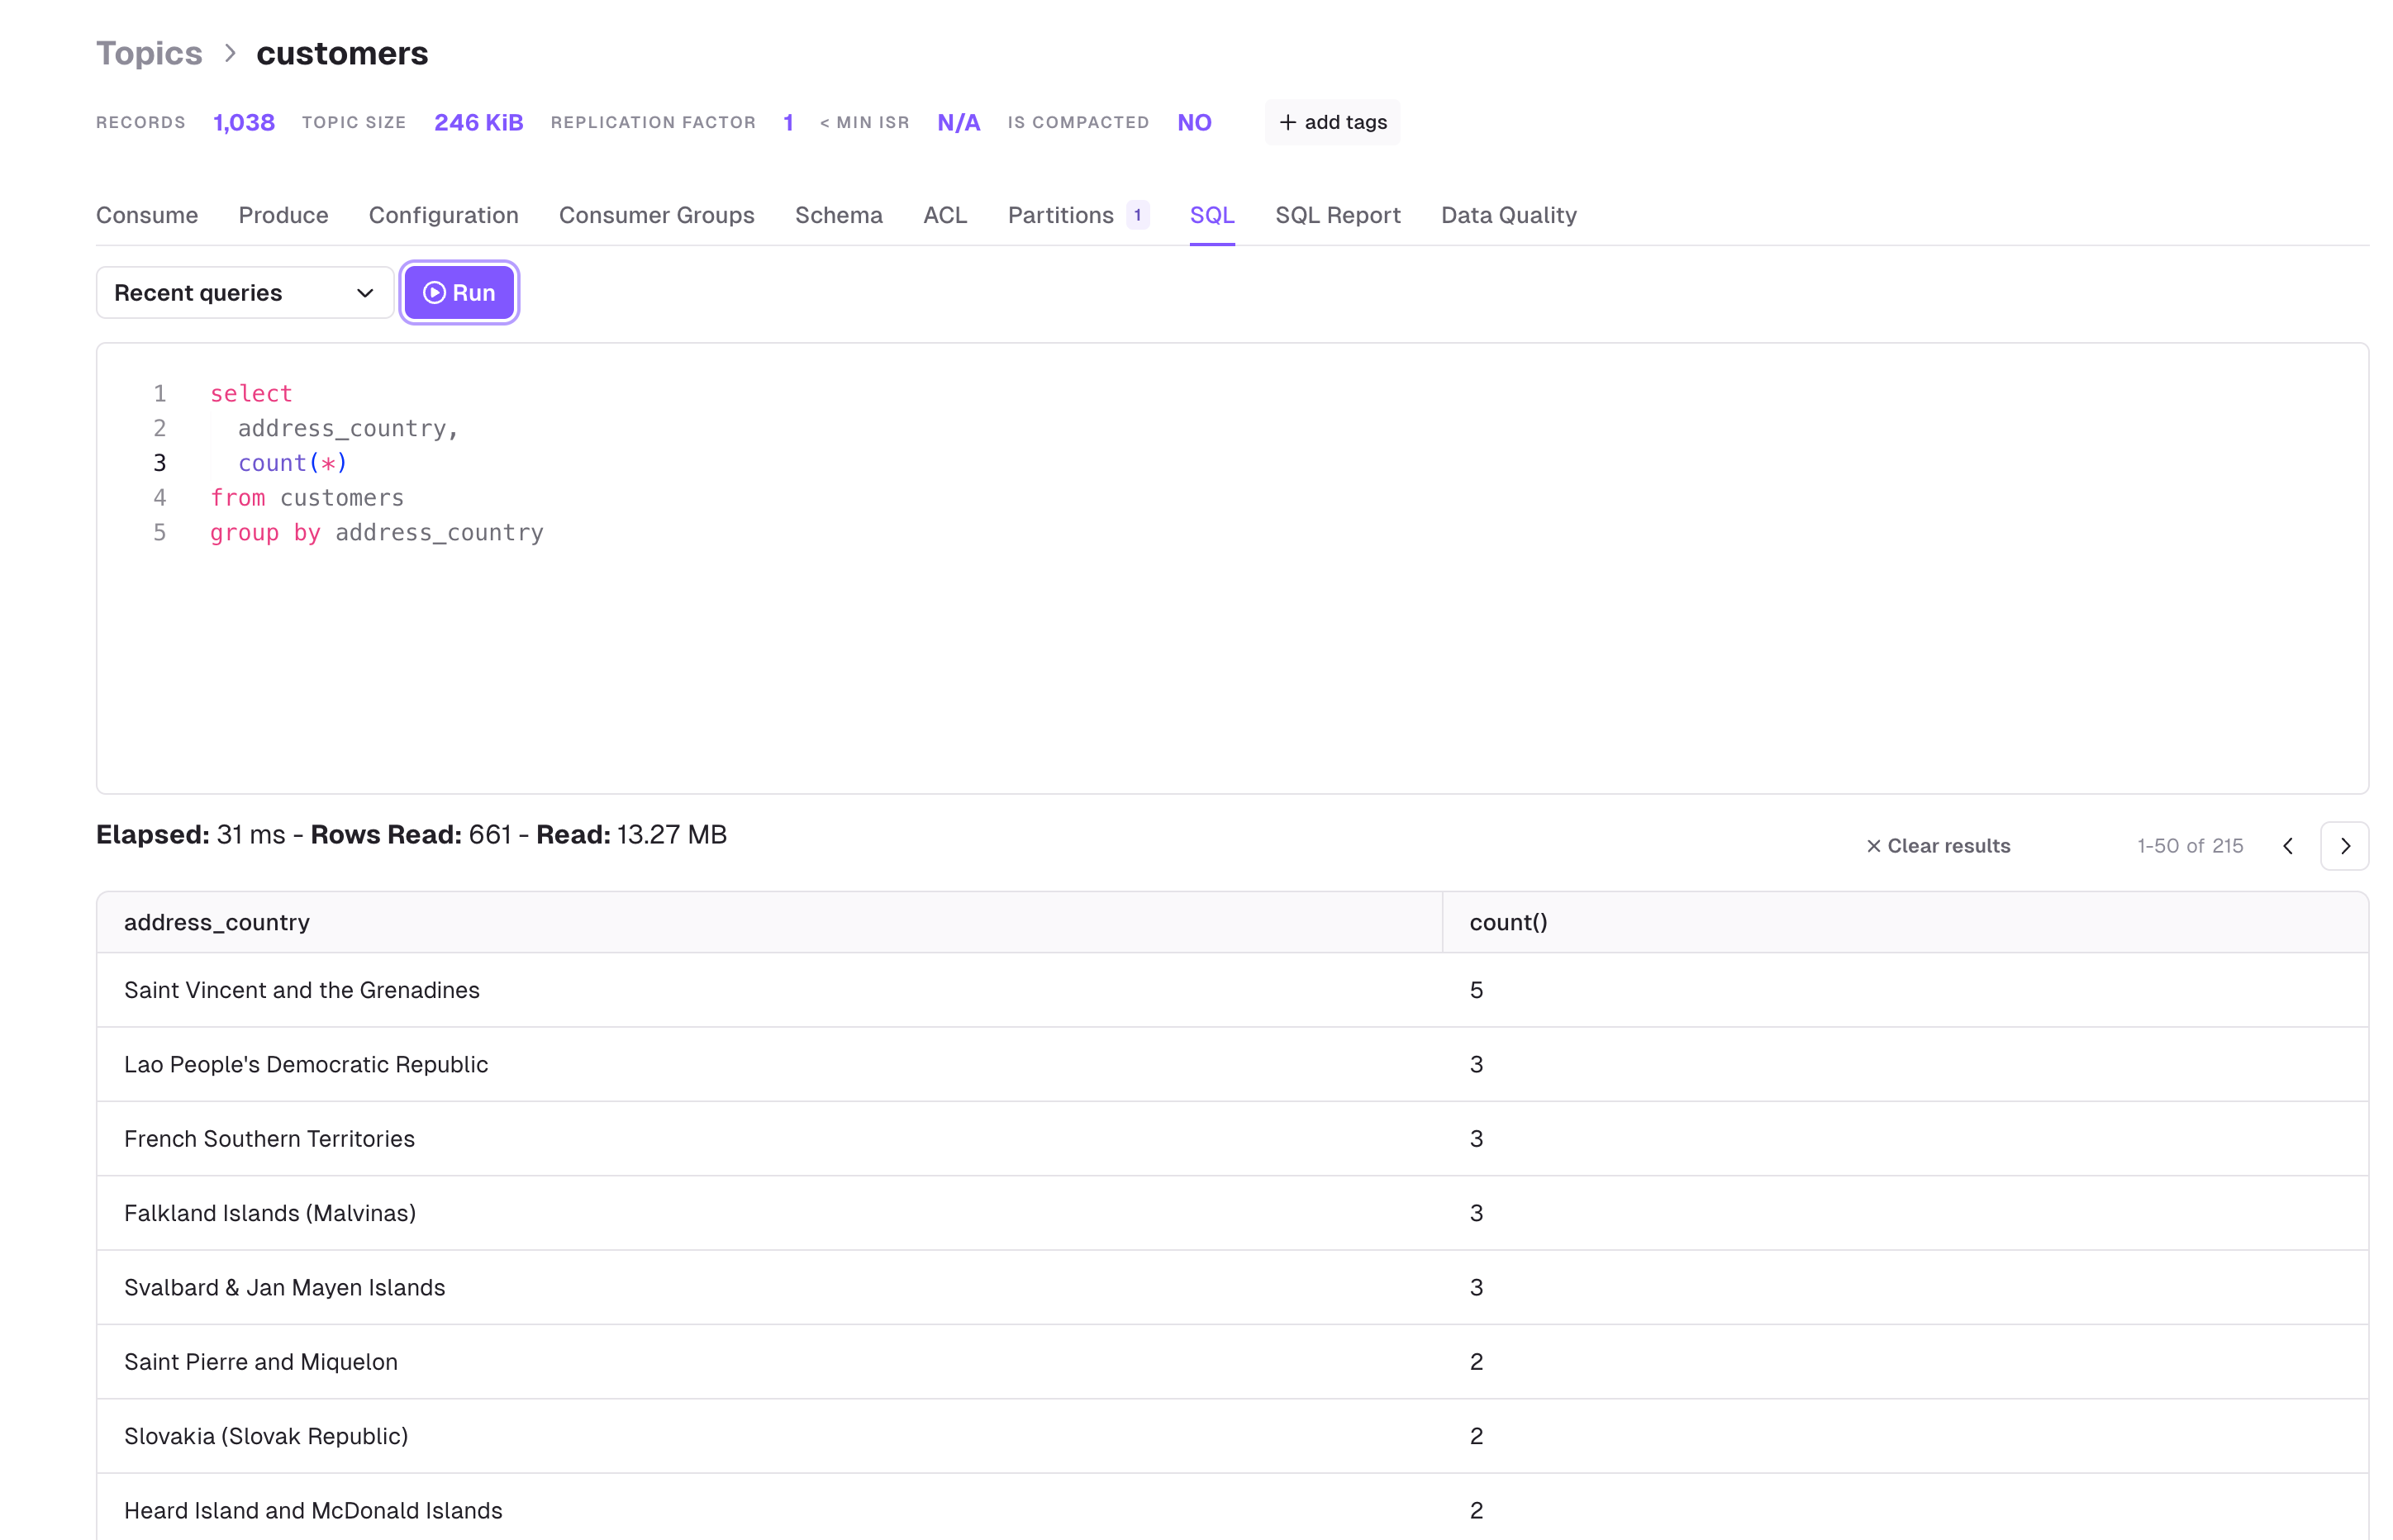 Topics > customers
RECORDS 1,038 TOPIC SIZE 246 KiB REPLICATION FACTOR 1 < MIN ISR N/A IS COMPACTED NO + add tags
Consume Produce Configuration Consumer Groups Schema ACL Partitions 1 SQL SQL Report Data Quality
Recent queries Run
1 select
2 address_country,
3 count(*)
4 from customers
5 group by address_country
Elapsed: 31 ms - Rows Read: 661 - Read: 13.27 MB
× Clear results 1-50 of 215 < >
address_country count()
Saint Vincent and the Grenadines 5
Lao People's Democratic Republic 3
French Southern Territories 3
Falkland Islands (Malvinas) 3
Svalbard & Jan Mayen Islands 3
Saint Pierre and Miquelon 2
Slovakia (Slovak Republic) 2
Heard Island and McDonald Islands 2